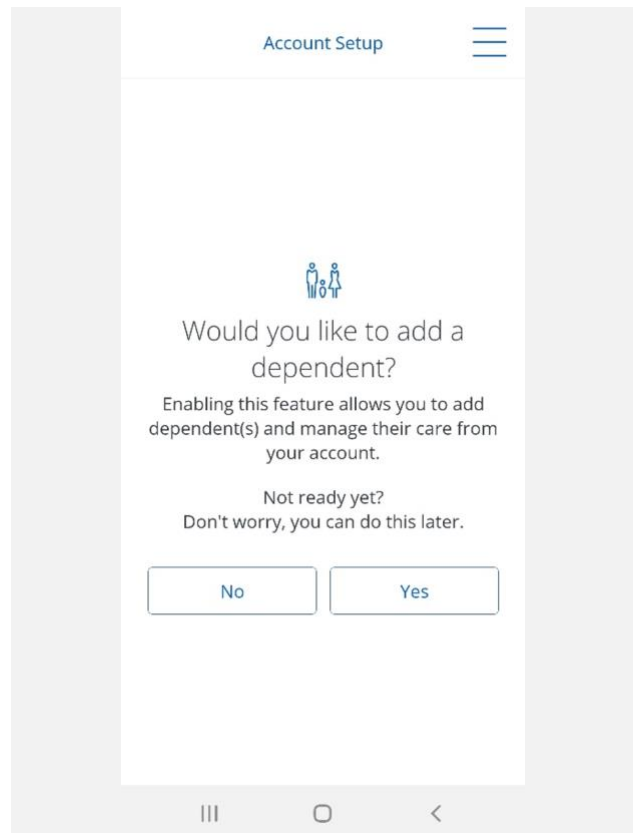 Account Setup
Would you like to add a
dependent?
Enabling this feature allows you to add
dependent(s) and manage their care from
your account.
Not ready yet?
Don't worry, you can do this later.
No
Yes